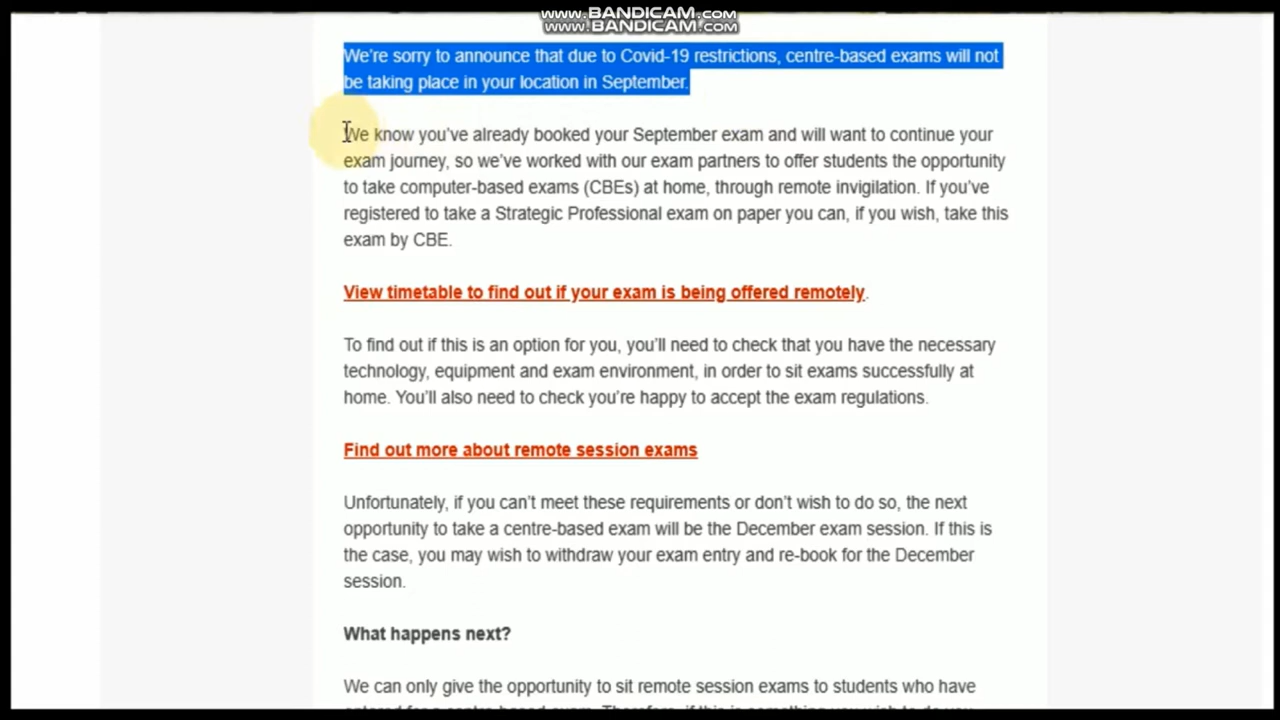 www.BANDICAM.com
www.BANDICAM.com
We're sorry to announce that due to Covid-19 restrictions, centre-based exams will not
be taking place in your location in September.
We know you've already booked your September exam and will want to continue your
exam journey, so we've worked with our exam partners to offer students the opportunity
to take computer-based exams (CBEs) at home, through remote invigilation. If you've
registered to take a Strategic Professional exam on paper you can, if you wish, take this
exam by CBE.
View timetable to find out if your exam is being offered remotely.
To find out if this is an option for you, you'll need to check that you have the necessary
technology, equipment and exam environment, in order to sit exams successfully at
home. You'll also need to check you're happy to accept the exam regulations.
Find out more about remote session exams
Unfortunately, if you can't meet these requirements or don't wish to do so, the next
opportunity to take a centre-based exam will be the December exam session. If this is
the case, you may wish to withdraw your exam entry and re-book for the December
session.
What happens next?
We can only give the opportunity to sit remote session exams to students who have